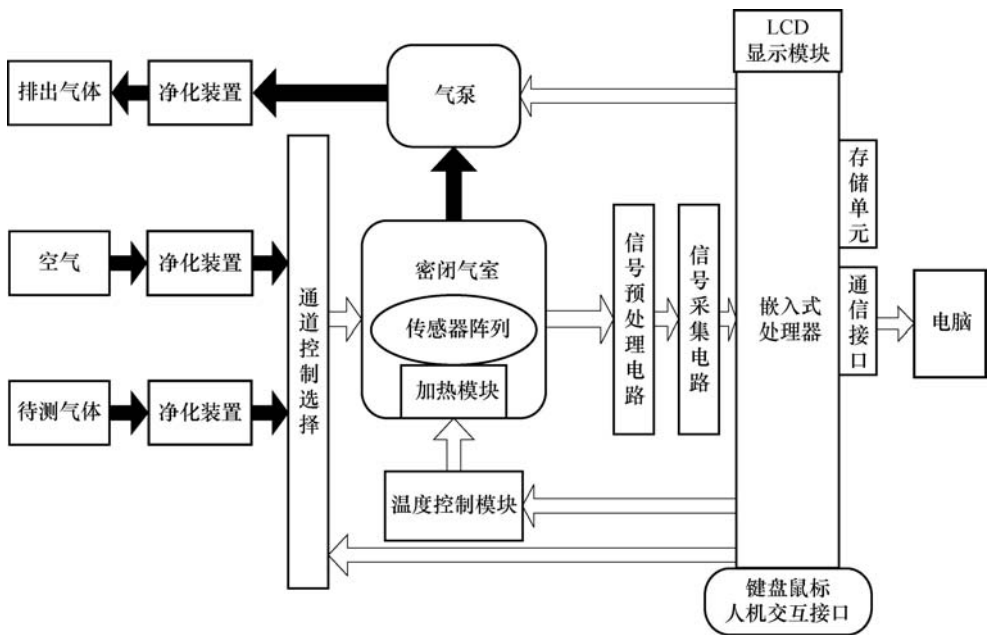 LCD
显示模块
排出气体
净化装置
气泵
存储单元
空气
净化装置
通道控制选择
密闭气室
传感器阵列
加热模块
信号预处理电路
信号采集电路
嵌入式
处理器
通信接口
电脑
待测气体
净化装置
温度控制模块
键盘鼠标
人机交互接口